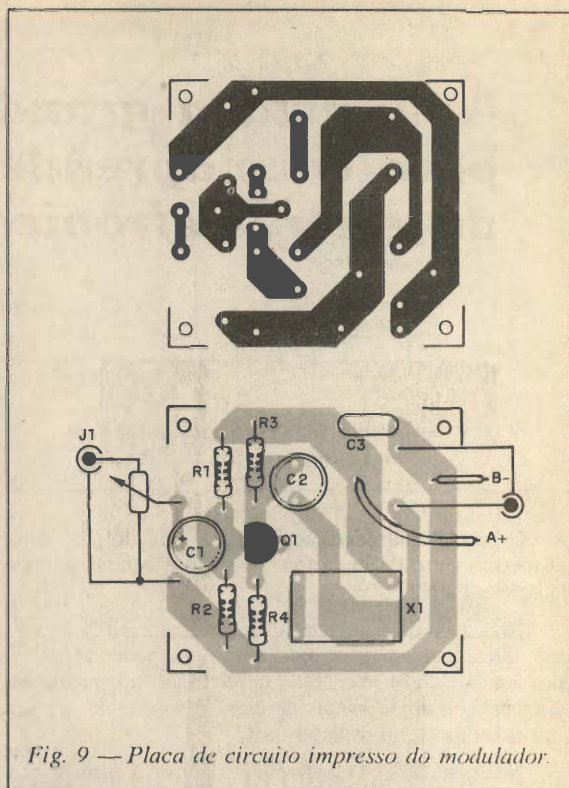 J1
R3
R1
C3
C2
B-
+
C1
Q1
A+
R2
R4
X1
Fig. 9 — Placa de circuito impresso do modulador.